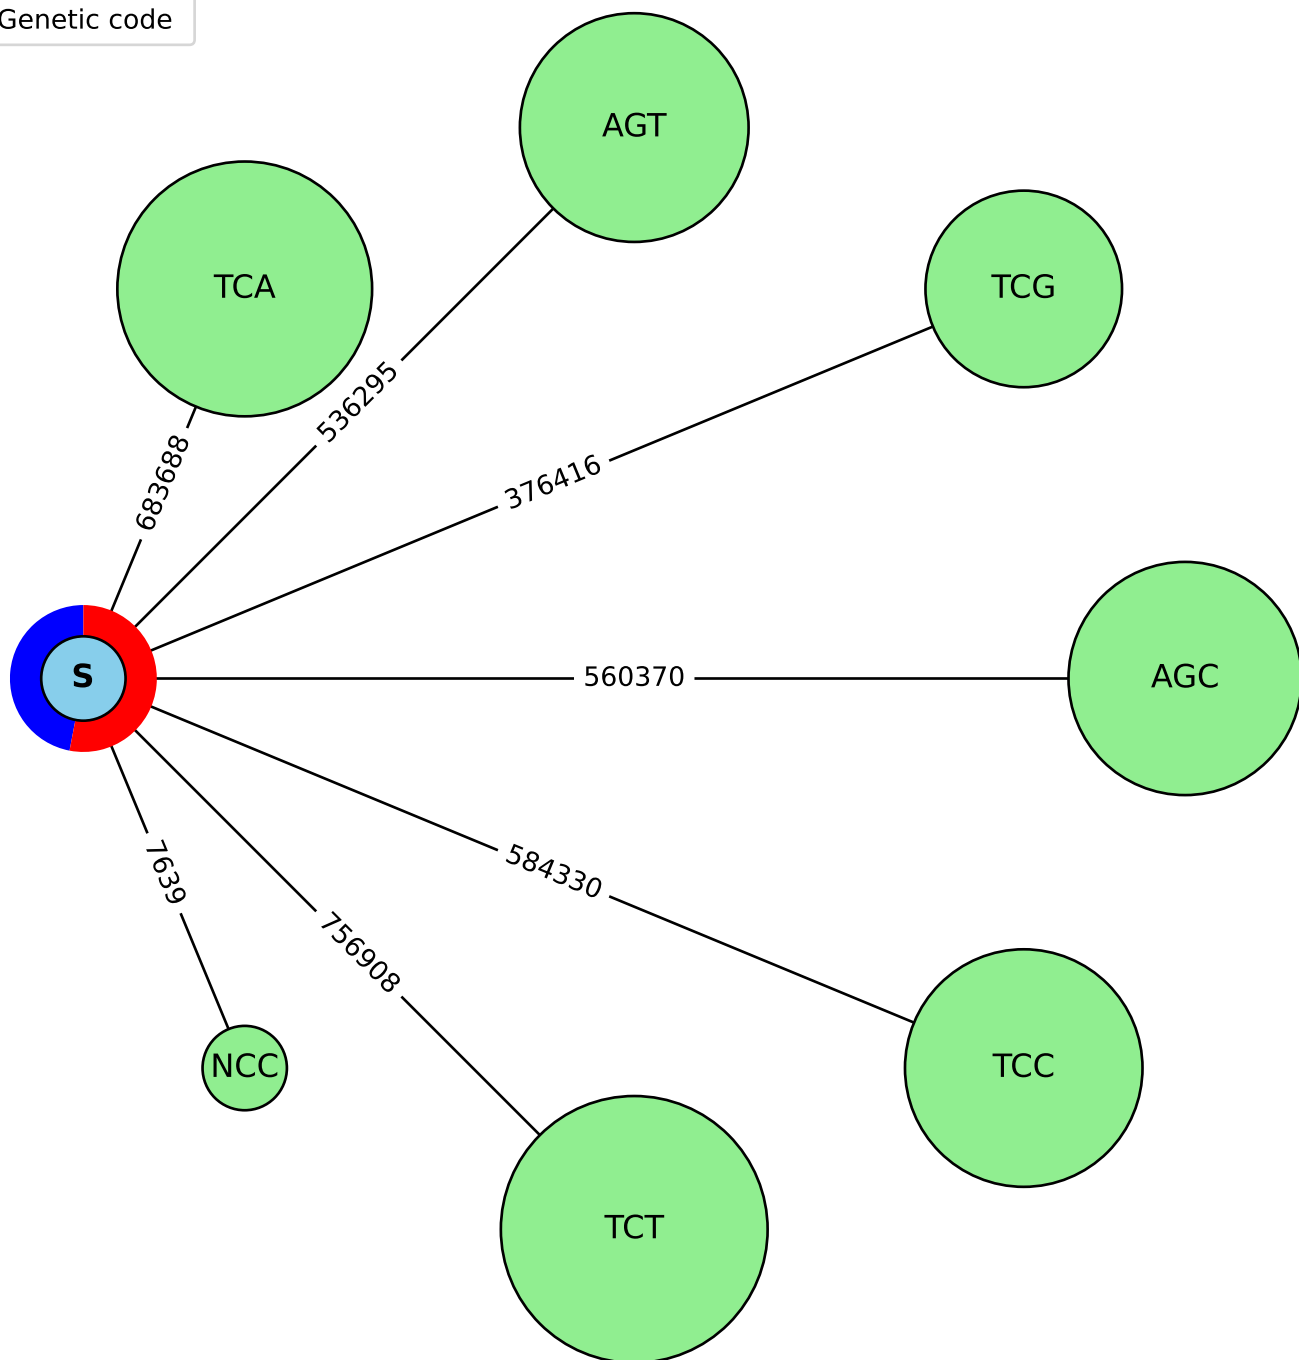 Genetic code
AGT
TCA
TCG
536295
683688
376416
S
560370
AGC
584330
7639
756908
NCC
TCC
TCT